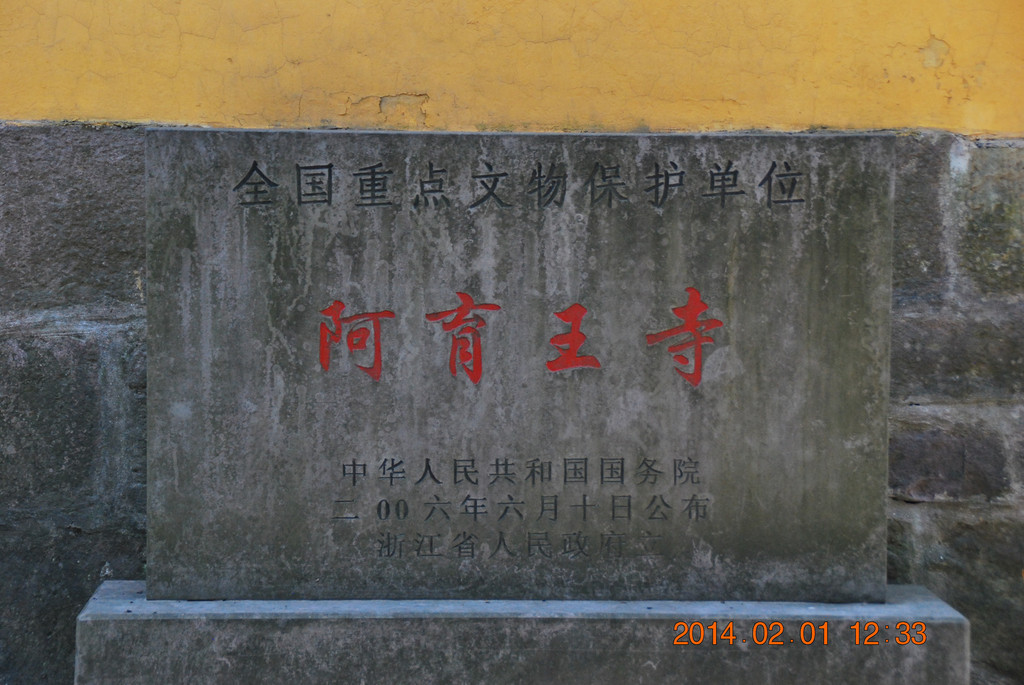 全国重点文物保护单位
阿育王寺
中华人民共和国国务院
二00六年六月十日公布
浙江省人民政府立
2014.02.01 12:33